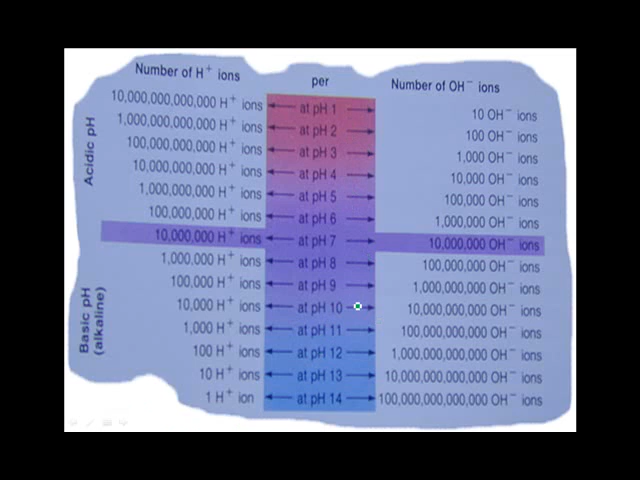 Number of H⁺ ions per Number of OH⁻ ions
10,000,000,000,000 H⁺ ions at pH 1 10 OH⁻ ions
1,000,000,000,000 H⁺ ions at pH 2 100 OH⁻ ions
100,000,000,000 H⁺ ions at pH 3 1,000 OH⁻ ions
10,000,000,000 H⁺ ions at pH 4 10,000 OH⁻ ions
1,000,000,000 H⁺ ions at pH 5 100,000 OH⁻ ions
100,000,000 H⁺ ions at pH 6 1,000,000 OH⁻ ions
10,000,000 H⁺ ions at pH 7 10,000,000 OH⁻ ions
1,000,000 H⁺ ions at pH 8 100,000,000 OH⁻ ions
100,000 H⁺ ions at pH 9 1,000,000,000 OH⁻ ions
10,000 H⁺ ions at pH 10 10,000,000,000 OH⁻ ions
1,000 H⁺ ions at pH 11 100,000,000,000 OH⁻ ions
100 H⁺ ions at pH 12 1,000,000,000,000 OH⁻ ions
10 H⁺ ions at pH 13 10,000,000,000,000 OH⁻ ions
1 H⁺ ion at pH 14 100,000,000,000,000 OH⁻ ions
Acidic pH
Basic pH
(alkaline)